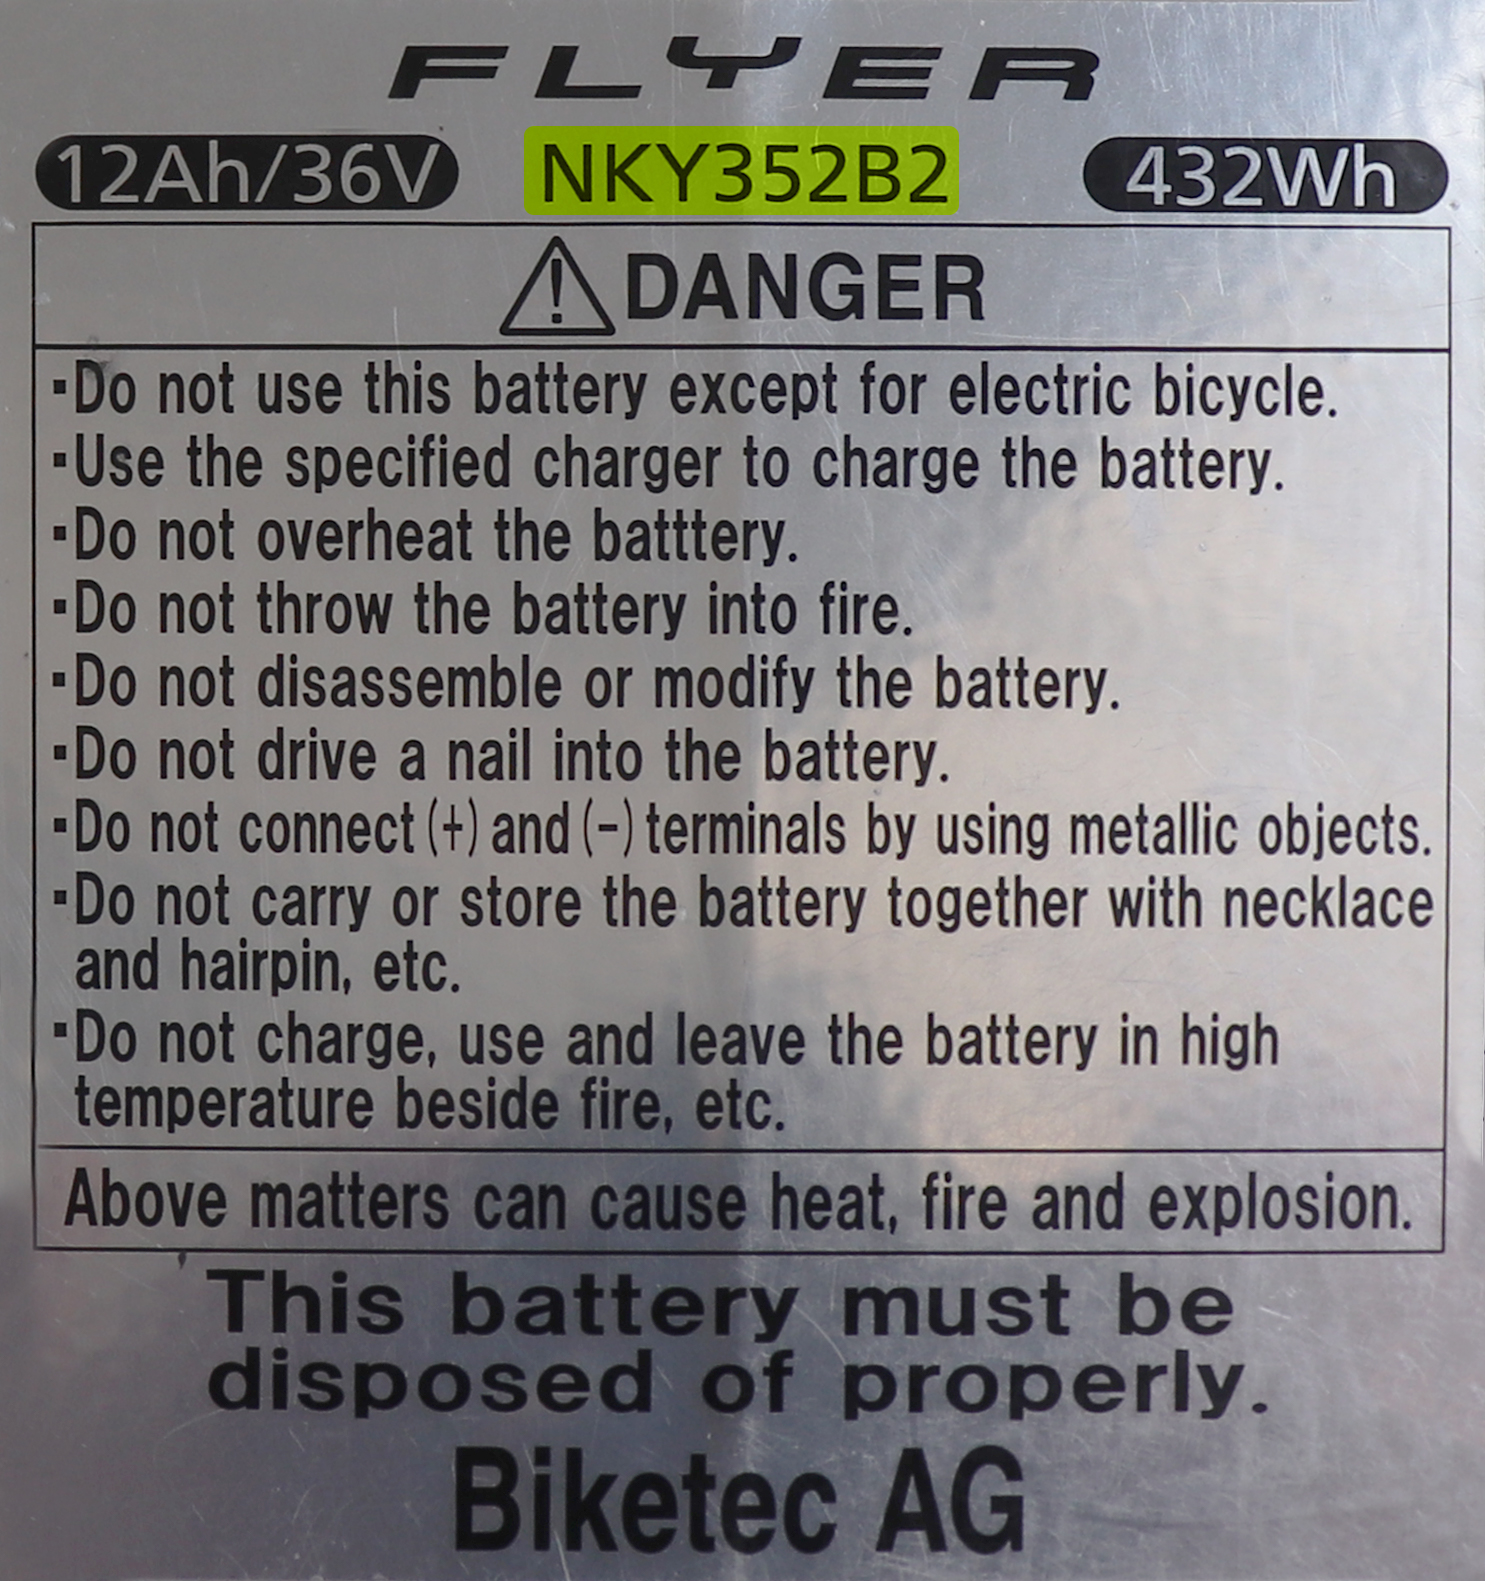 FLYER
12Ah/36V NKY352B2 432Wh
⚠DANGER
▪Do not use this battery except for electric bicycle.
▪Use the specified charger to charge the battery.
▪Do not overheat the batttery.
▪Do not throw the battery into fire.
▪Do not disassemble or modify the battery.
▪Do not drive a nail into the battery.
▪Do not connect (+) and (-) terminals by using metallic objects.
▪Do not carry or store the battery together with necklace
and hairpin, etc.
▪Do not charge, use and leave the battery in high
temperature beside fire, etc.
Above matters can cause heat, fire and explosion.
This battery must be
disposed of properly.
Biketec AG